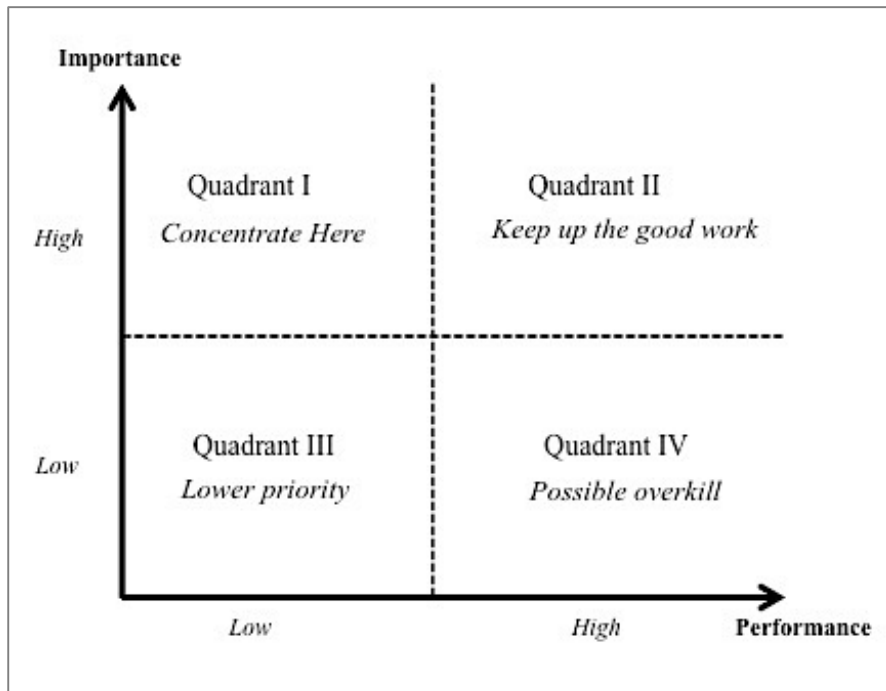 Importance
Quadrant I
Concentrate Here
Quadrant II
Keep up the good work
High
Quadrant III
Lower priority
Quadrant IV
Possible overkill
Low
Low
High
Performance